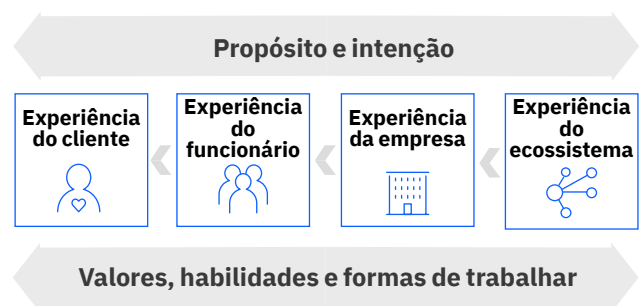 Propósito e intenção
Experiência
do cliente
Experiência
do
funcionário
Experiência
da empresa
Experiência
do
ecossistema
Valores, habilidades e formas de trabalhar